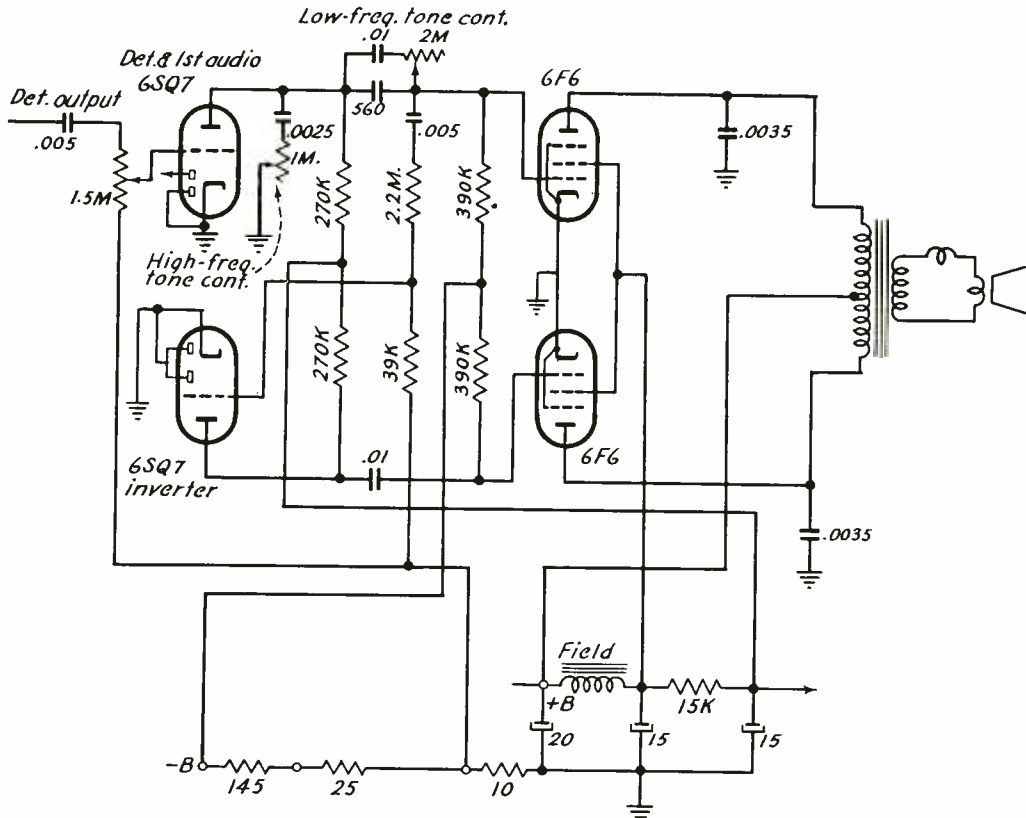 Low-freq. tone cont.
2M
.01
Det. & 1st audio
6SQ7
6F6
Det. output
.005
560
.0025
.005
.0035
1M.
1.5M
270K
2.2M.
390K
High-freq.
tone cont.
270K
39K
390K
6SQ7
inverter
.01
6F6
.0035
Field
+B
15K
20
15
15
-B
145
25
10